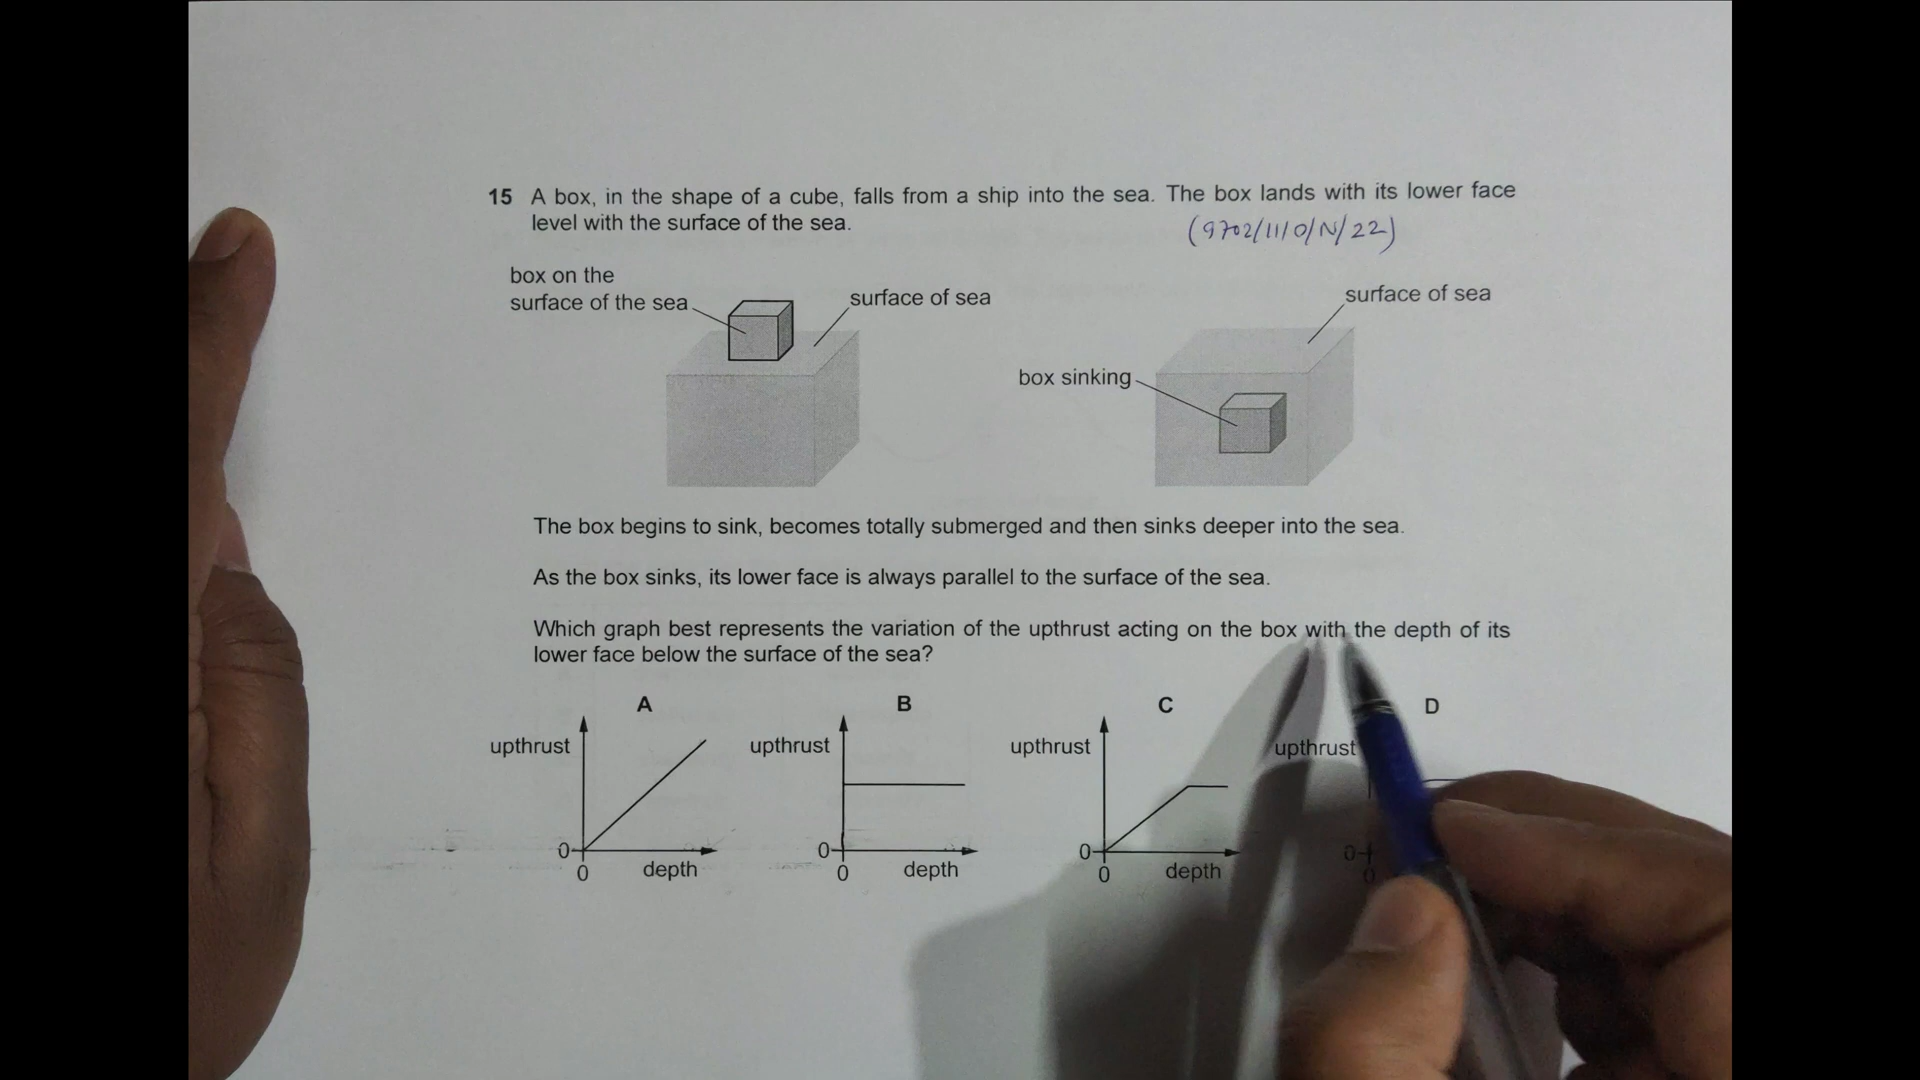 15 A box, in the shape of a cube, falls from a ship into the sea. The box lands with its lower face
level with the surface of the sea.
(9702/11/O/N/22)
box on the
surface of the sea
surface of sea
surface of sea
box sinking
The box begins to sink, becomes totally submerged and then sinks deeper into the sea.
As the box sinks, its lower face is always parallel to the surface of the sea.
Which graph best represents the variation of the upthrust acting on the box with the depth of its
lower face below the surface of the sea?
A B C D
upthrust upthrust upthrust upthrust
0 0 0 0
0 depth 0 depth 0 depth 0